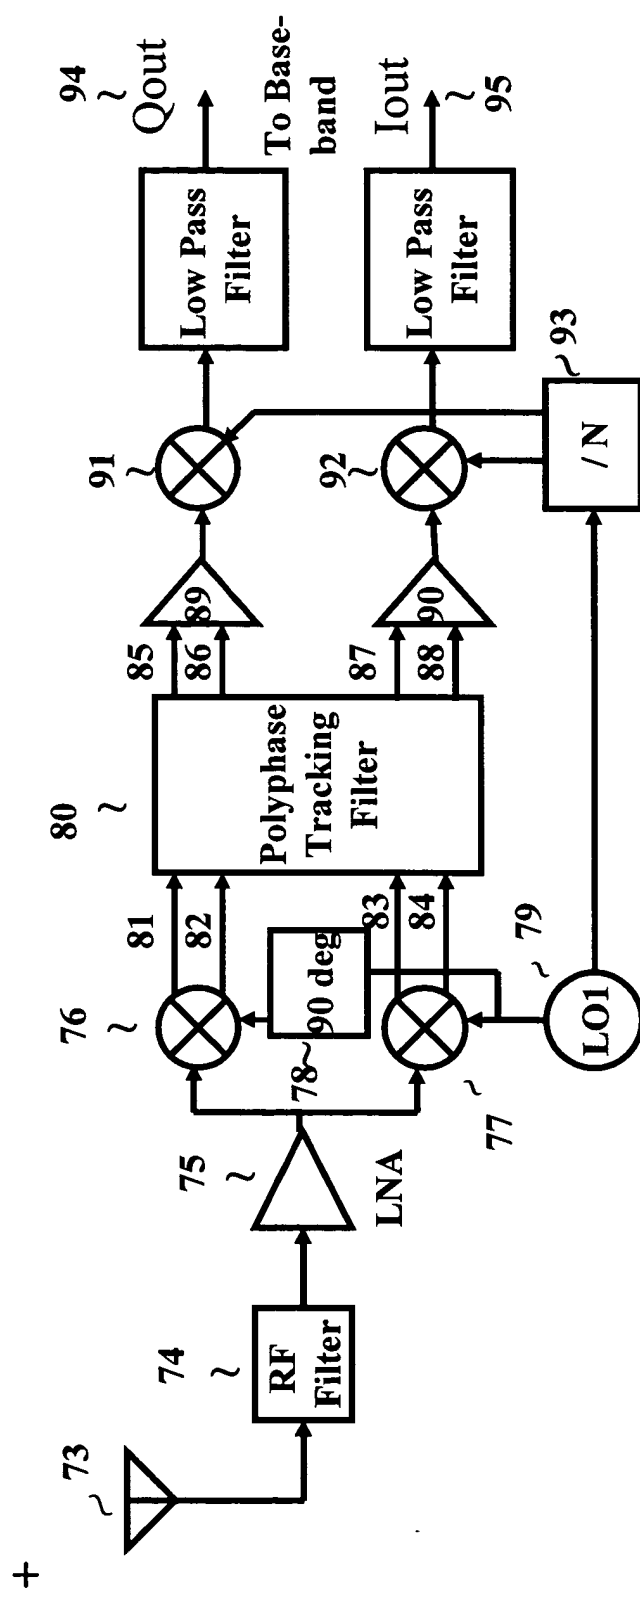 +
73
74
RF
Filter
75
LNA
76
77
78
90 deg
79
LO1
81
82
83
84
80
Polyphase
Tracking
Filter
85
86
87
88
89
90
91
92
93
/ N
Low Pass
Filter
Low Pass
Filter
94
Qout
To Base-
band
Iout
95